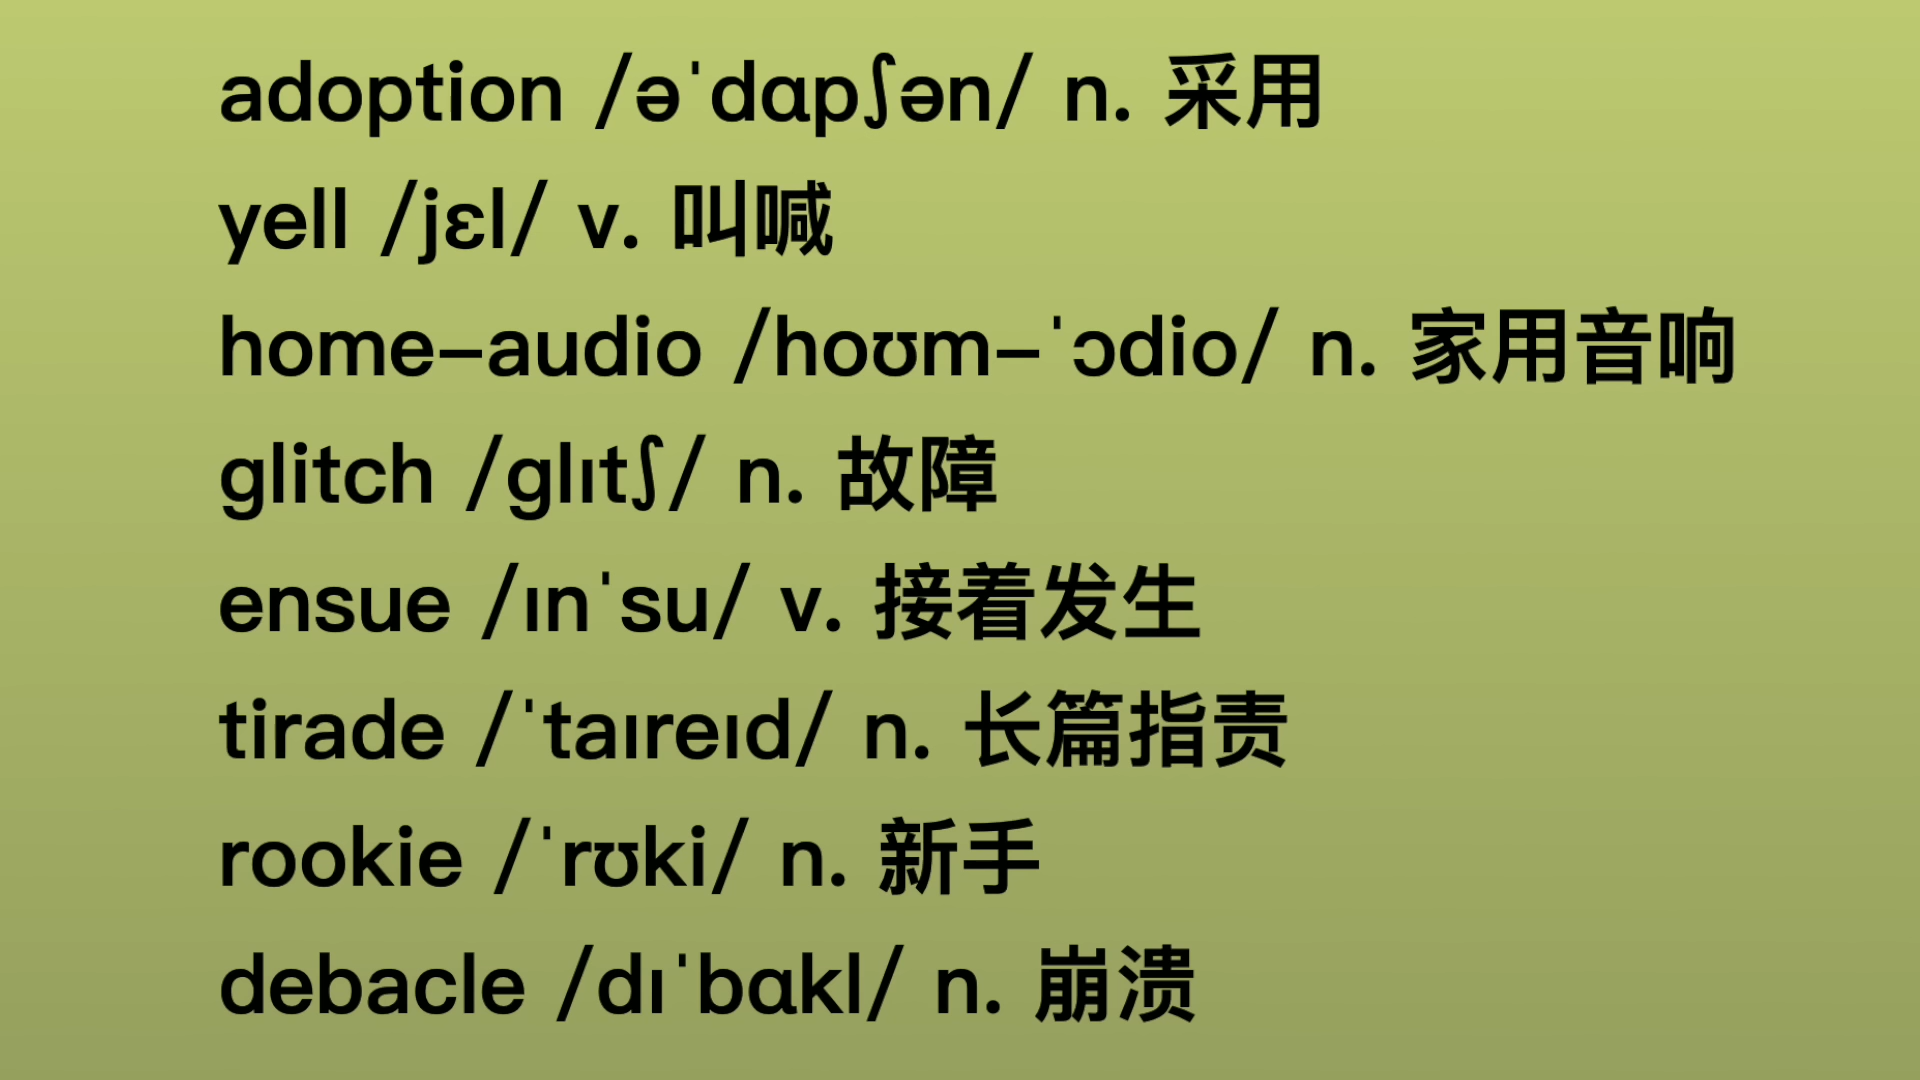 adoption /əˈdɑpʃən/ n. 采用
yell /jɛl/ v. 叫喊
home-audio /hoʊm-ˈɔdio/ n. 家用音响
glitch /glɪtʃ/ n. 故障
ensue /ɪnˈsu/ v. 接着发生
tirade /ˈtaɪreɪd/ n. 长篇指责
rookie /ˈrʊki/ n. 新手
debacle /dɪˈbɑkl/ n. 崩溃